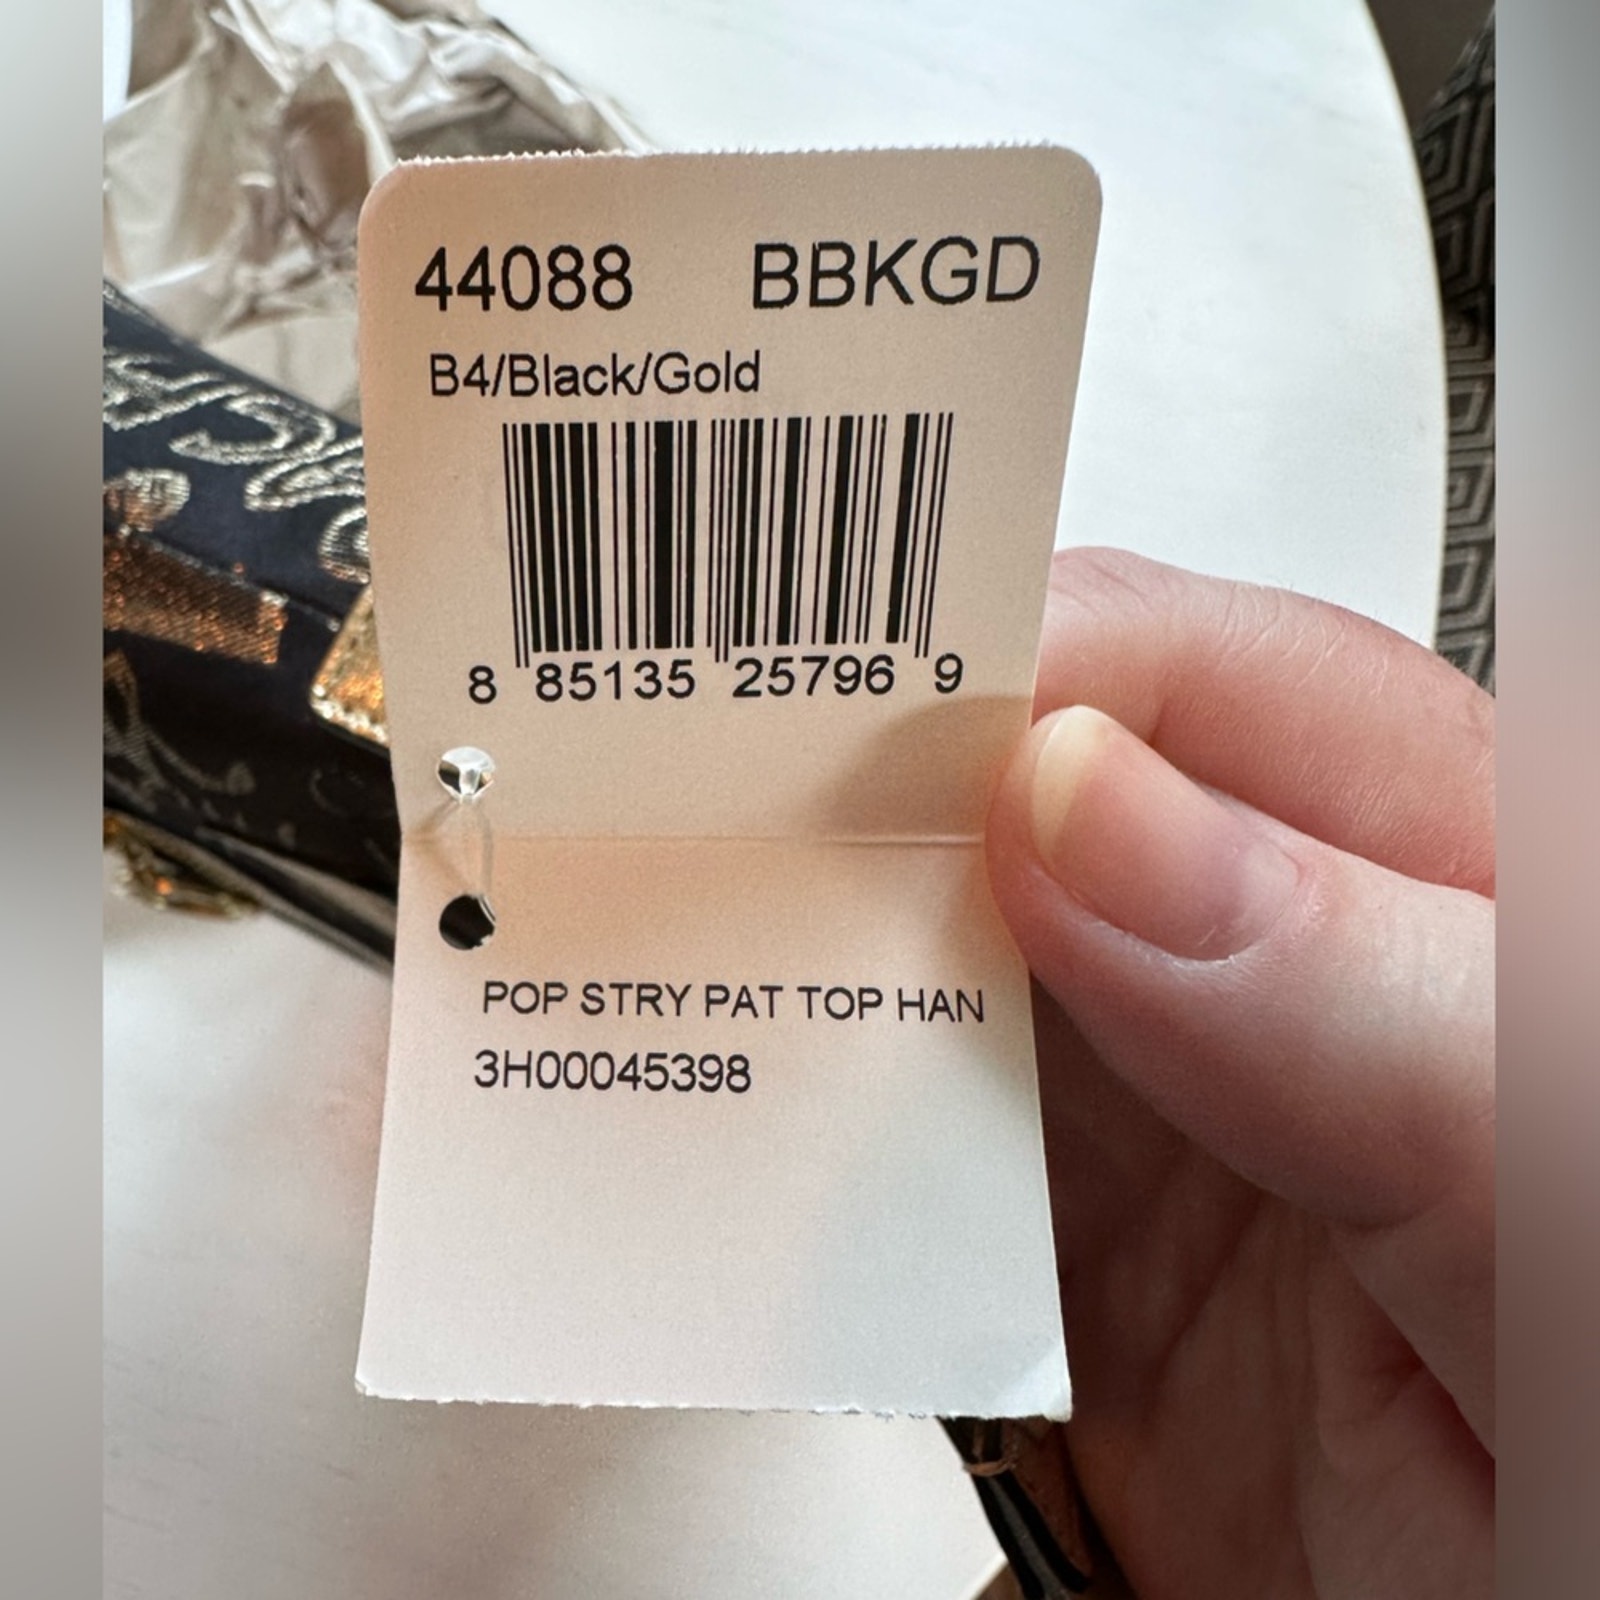 44088 BBKGD
B4/Black/Gold
8 85135 25796 9
POP STRY PAT TOP HAN
3H00045398